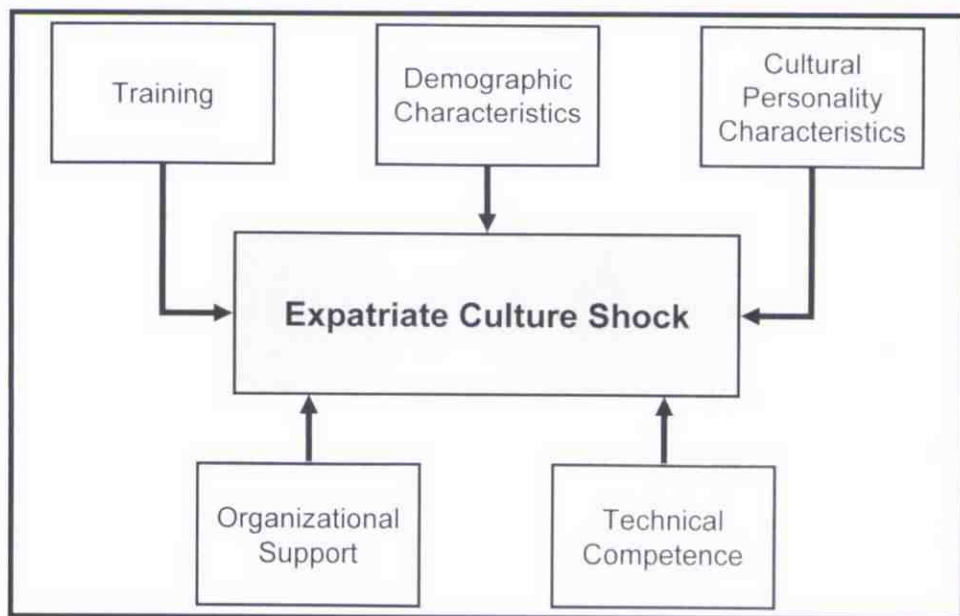 Training
Demographic
Characteristics
Cultural
Personality
Characteristics
Expatriate Culture Shock
Organizational
Support
Technical
Competence